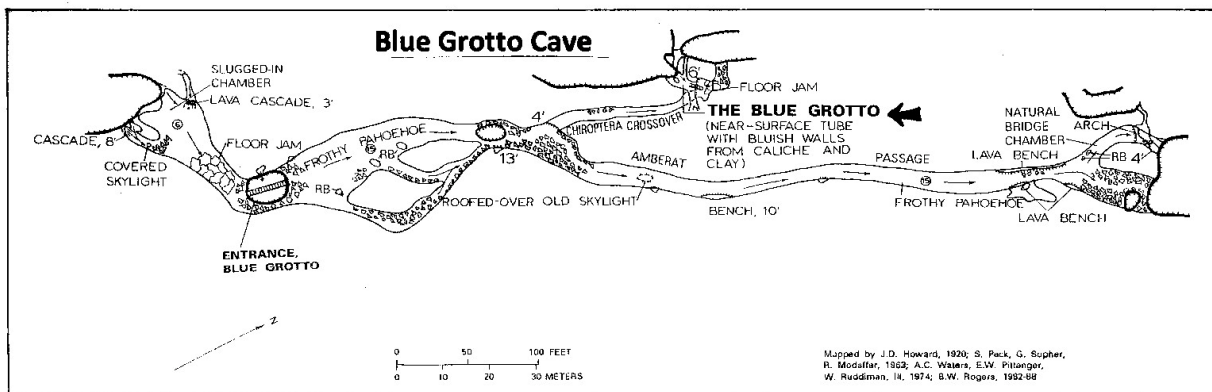 Blue Grotto Cave
SLUGGED-IN
CHAMBER
LAVA CASCADE, 3'
CASCADE, 8'
6
COVERED
SKYLIGHT
FLOOR JAM
FROTHY PAHOEHOE
RB
RB
ENTRANCE,
BLUE GROTTO
13'
4'
CHIROPTERA CROSSOVER
6'
FLOOR JAM
THE BLUE GROTTO
(NEAR-SURFACE TUBE
WITH BLUISH WALLS
FROM CALICHE AND
CLAY)
AMBERAT PASSAGE
ROOFED-OVER OLD SKYLIGHT
BENCH, 10'
15
FROTHY PAHOEHOE
NATURAL
BRIDGE
CHAMBER
ARCH
LAVA BENCH
RB 4'
LAVA BENCH
N
0 50 100 FEET
0 10 20 30 METERS
Mapped by J.D. Howard, 1920; S. Peck, G. Supher,
R. Modaffer, 1963; A.C. Waters, E.W. Pittenger,
W. Ruddiman, III, 1974; B.W. Rogers, 1982-88